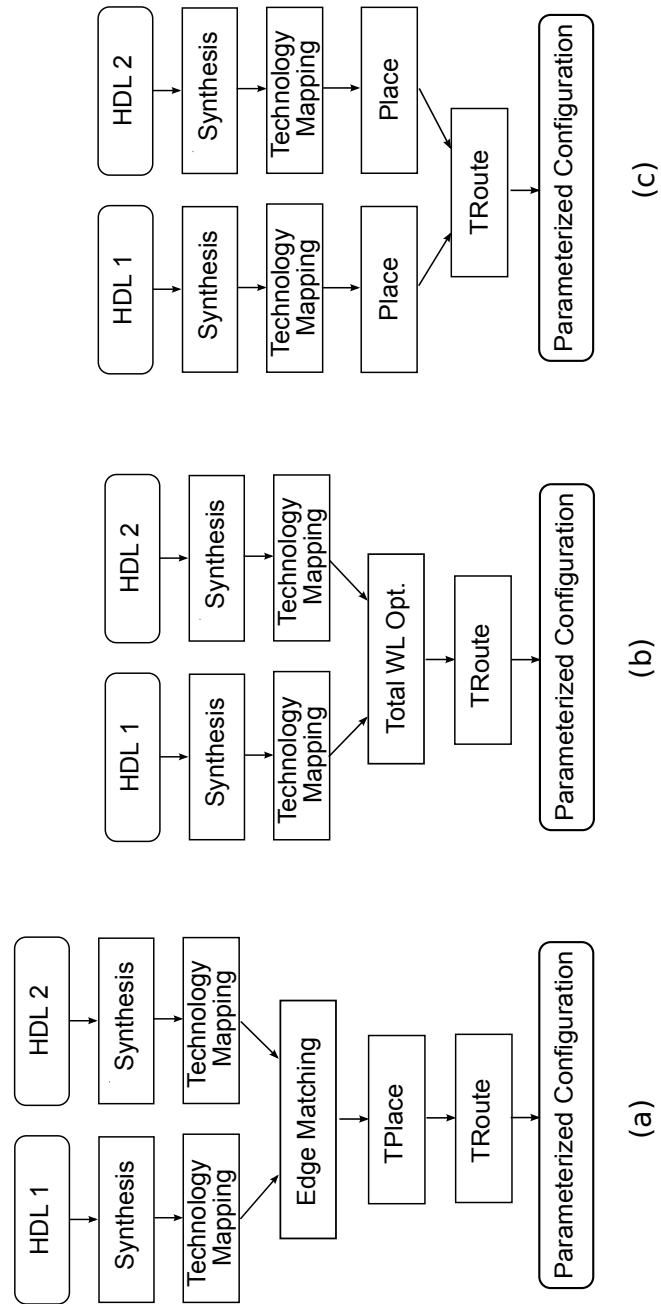 HDL 1
HDL 2
Synthesis
Synthesis
Technology
Mapping
Technology
Mapping
Edge Matching
TPlace
TRoute
Parameterized Configuration
(a)
HDL 1
HDL 2
Synthesis
Synthesis
Technology
Mapping
Technology
Mapping
Total WL Opt.
TRoute
Parameterized Configuration
(b)
HDL 1
HDL 2
Synthesis
Synthesis
Technology
Mapping
Technology
Mapping
Place
Place
TRoute
Parameterized Configuration
(c)